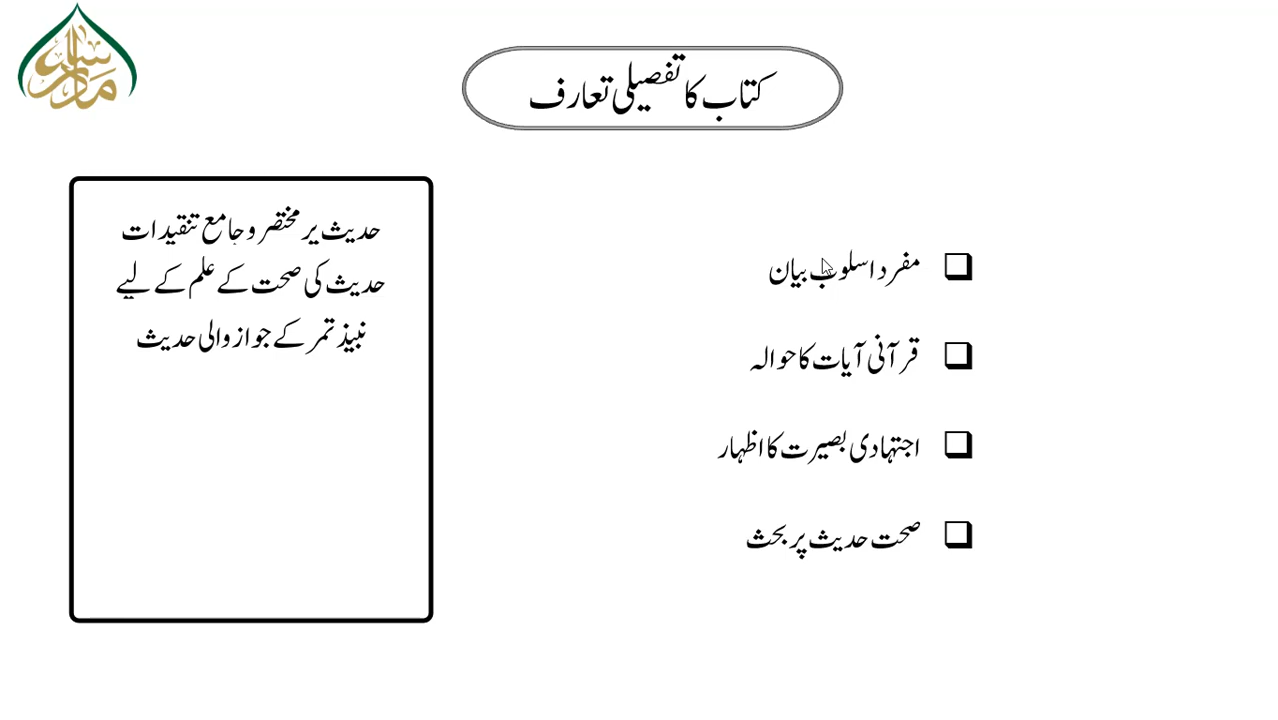 کتاب کا تفصیلی تعارف
مفرد اسلوب بیان
قرآنی آیات کا حوالہ
اجتہادی بصیرت کا اظہار
صحت حدیث پر بحث
حدیث پر مختصر و جامع تنقیدات
حدیث کی صحت کے علم کے لیے
نبیذ تمر کے جواز والی حدیث